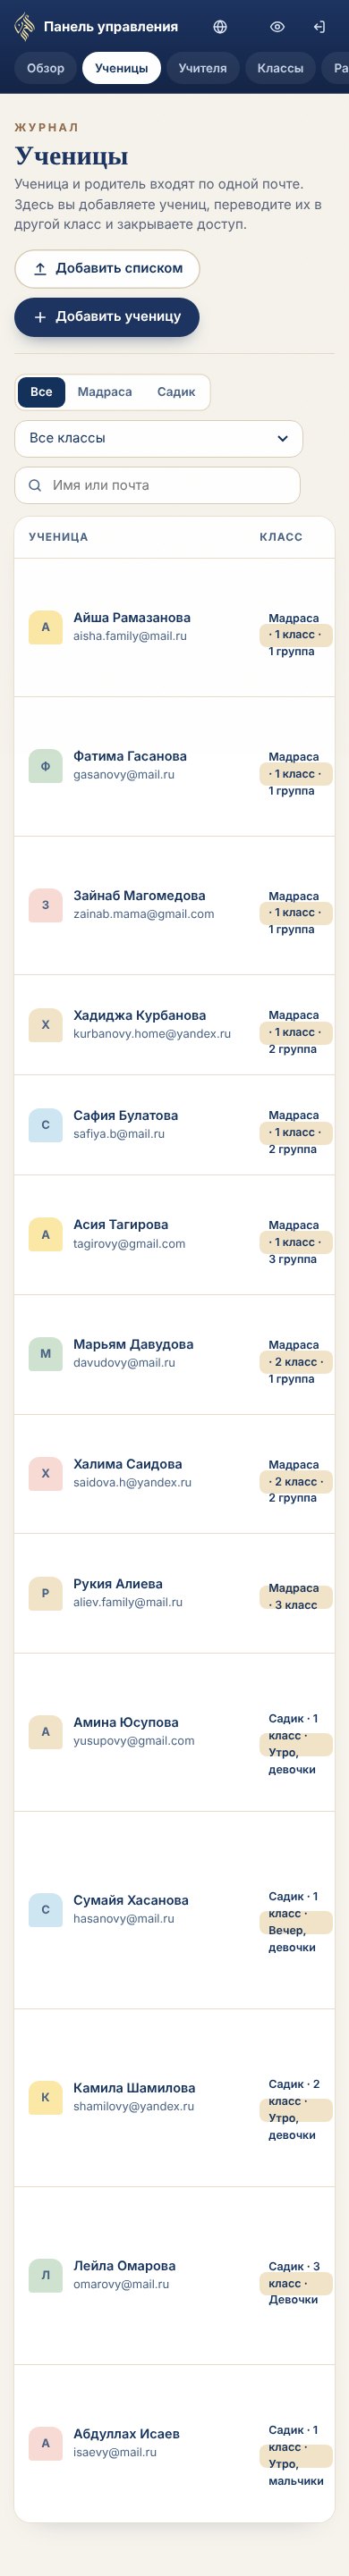 Панель управления
Обзор Ученицы Учителя Классы Ра
ЖУРНАЛ
Ученицы
Ученица и родитель входят по одной почте.
Здесь вы добавляете учениц, переводите их в
другой класс и закрываете доступ.
Добавить списком
Добавить ученицу
Все Мадраса Садик
Все классы
Имя или почта
УЧЕНИЦА КЛАСС
Айша Рамазанова
aisha.family@mail.ru
Мадраса
· 1 класс ·
1 группа
Фатима Гасанова
gasanovy@mail.ru
Мадраса
· 1 класс ·
1 группа
Зайнаб Магомедова
zainab.mama@gmail.com
Мадраса
· 1 класс ·
1 группа
Хадиджа Курбанова
kurbanovy.home@yandex.ru
Мадраса
· 1 класс ·
2 группа
Сафия Булатова
safiya.b@mail.ru
Мадраса
· 1 класс ·
2 группа
Асия Тагирова
tagirovy@gmail.com
Мадраса
· 1 класс ·
3 группа
Марьям Давудова
davudovy@mail.ru
Мадраса
· 2 класс ·
1 группа
Халима Саидова
saidova.h@yandex.ru
Мадраса
· 2 класс ·
2 группа
Рукия Алиева
aliev.family@mail.ru
Мадраса
· 3 класс
Амина Юсупова
yusupovy@gmail.com
Садик · 1
класс ·
Утро,
девочки
Сумайя Хасанова
hasanovy@mail.ru
Садик · 1
класс ·
Вечер,
девочки
Камила Шамилова
shamilovy@yandex.ru
Садик · 2
класс ·
Утро,
девочки
Лейла Омарова
omarovy@mail.ru
Садик · 3
класс ·
Девочки
Абдуллах Исаев
isaevy@mail.ru
Садик · 1
класс ·
Утро,
мальчики
А
Ф
З
Х
С
А
М
Х
Р
А
С
К
Л
А